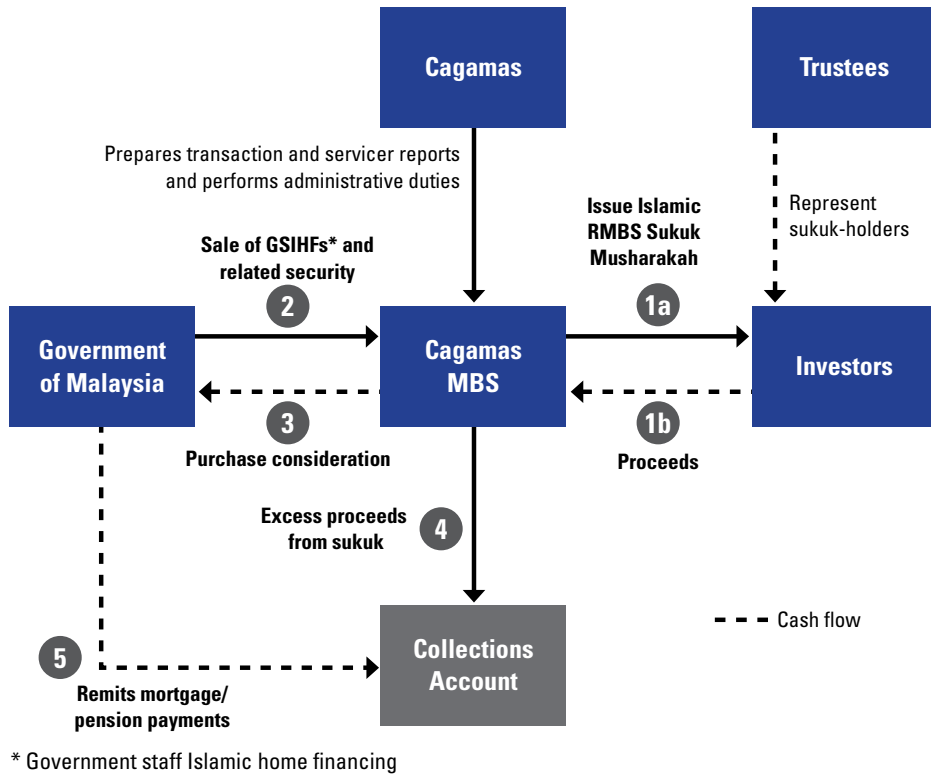 Cagamas
Trustees
Prepares transaction and servicer reports
and performs administrative duties
Represent
sukuk-holders
Issue Islamic
RMBS Sukuk
Musharakah
1a
Sale of GSIHFs* and
related security
2
Government
of Malaysia
Cagamas
MBS
Investors
3
Purchase consideration
1b
Proceeds
Excess proceeds
from sukuk
4
Collections
Account
Cash flow
5
Remits mortgage/
pension payments
* Government staff Islamic home financing